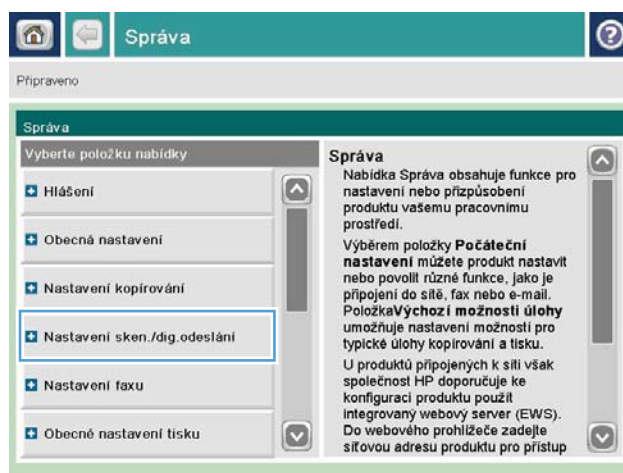 Správa
Připraveno
Správa
Vyberte položku nabídky
Hlášení
Obecná nastavení
Nastavení kopírování
Nastavení sken./dig.odeslání
Nastavení faxu
Obecné nastavení tisku
Správa
Nabídka Správa obsahuje funkce pro
nastavení nebo přizpůsobení
produktu vašemu pracovnímu
prostředí.
Výběrem položky Počáteční
nastavení můžete produkt nastavit
nebo povolit různé funkce, jako je
připojení do sítě, fax nebo e-mail.
PoložkaVýchozí možnosti úlohy
umožňuje nastavení možností pro
typické úlohy kopírování a tisku.
U produktů připojených k síti však
společnost HP doporučuje ke
konfiguraci produktu použít
integrovaný webový server (EWS).
Do webového prohlížeče zadejte
síťovou adresu produktu pro přístup